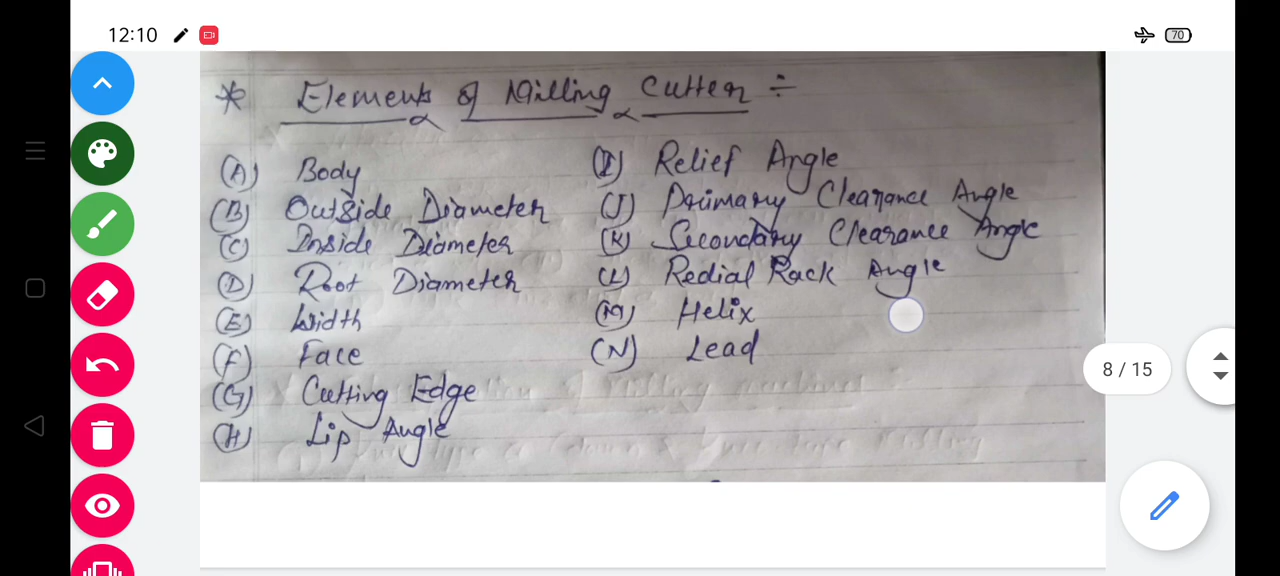 12:10
70
* Elements of Milling Cutter ÷
(A) Body
(B) Outside Diameter
(C) Inside Diameter
(D) Root Diameter
(E) Width
(F) Face
(G) Cutting Edge
(H) Lip Angle
(I) Relief Angle
(J) Primary Clearance Angle
(K) Secondary Clearance Angle
(L) Redial Rack Angle
(M) Helix
(N) Lead
8 / 15